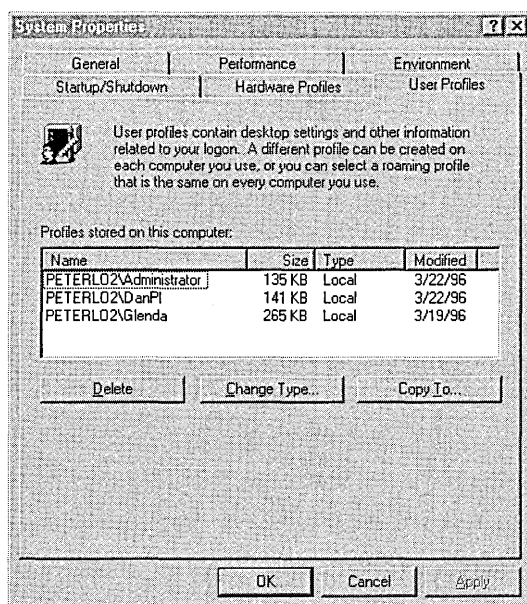 System Properties
General Performance Environment
Startup/Shutdown Hardware Profiles User Profiles
User profiles contain desktop settings and other information
related to your logon. A different profile can be created on
each computer you use, or you can select a roaming profile
that is the same on every computer you use.
Profiles stored on this computer:
Name Size Type Modified
PETERLO2\Administrator 135 KB Local 3/22/96
PETERLO2\DanPl 141 KB Local 3/22/96
PETERLO2\Glenda 265 KB Local 3/19/96
Delete Change Type... Copy To...
OK Cancel Apply